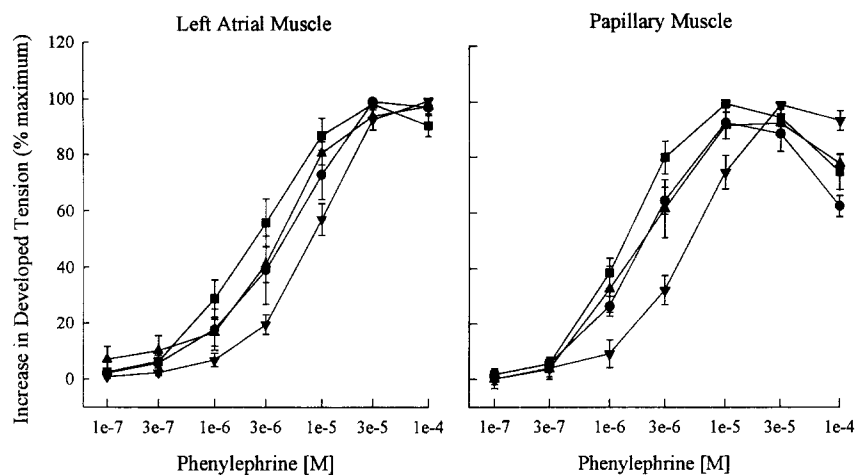 Left Atrial Muscle
Papillary Muscle
Increase in Developed Tension (% maximum)
120
100
80
60
40
20
0
1e-7 3e-7 1e-6 3e-6 1e-5 3e-5 1e-4
1e-7 3e-7 1e-6 3e-6 1e-5 3e-5 1e-4
Phenylephrine [M]
Phenylephrine [M]